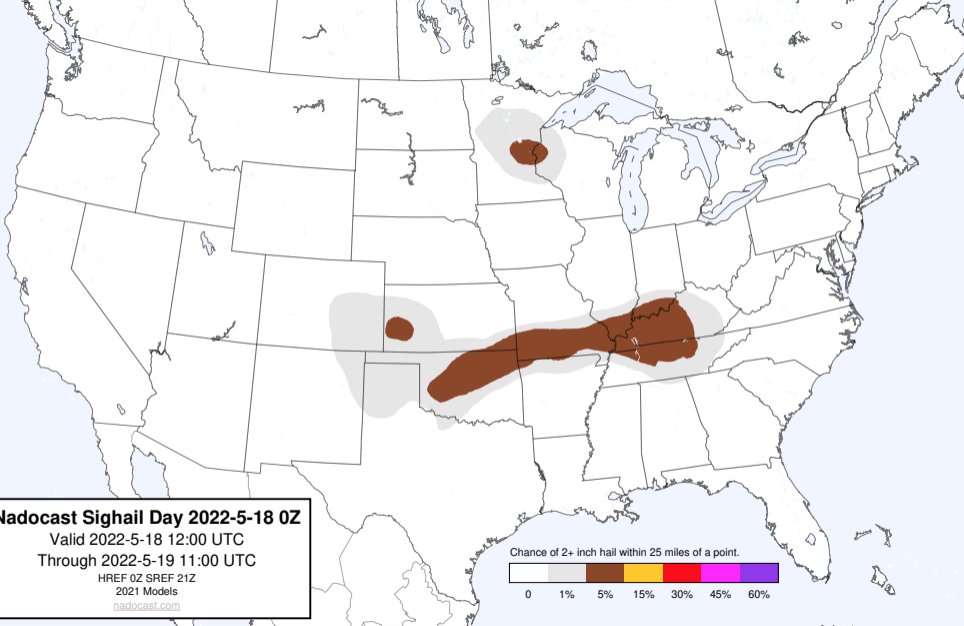 Nadocast Sighail Day 2022-5-18 0Z
Valid 2022-5-18 12:00 UTC
Through 2022-5-19 11:00 UTC
HREF 0Z SREF 21Z
2021 Models
nadocast.com
Chance of 2+ inch hail within 25 miles of a point.
0 1% 5% 15% 30% 45% 60%